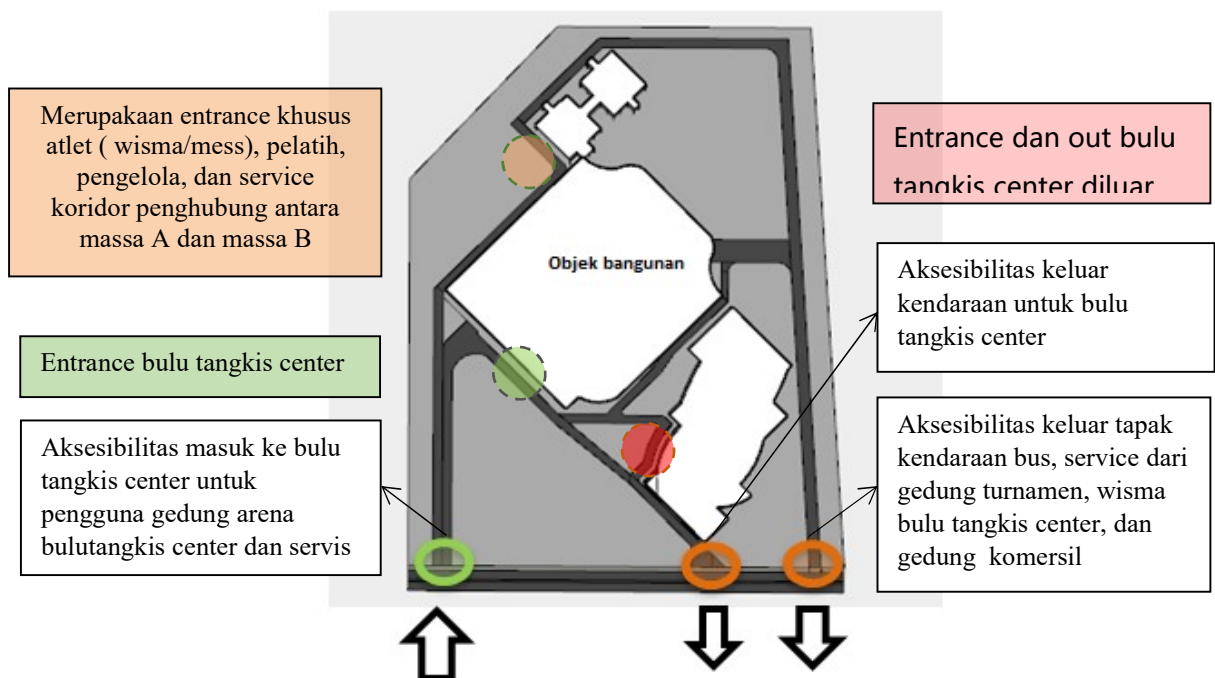 Merupakaan entrance khusus
atlet ( wisma/mess), pelatih,
pengelola, dan service
koridor penghubung antara
massa A dan massa B
Entrance bulu tangkis center
Aksesibilitas masuk ke bulu
tangkis center untuk
pengguna gedung arena
bulutangkis center dan servis
Objek bangunan
Entrance dan out bulu
tangkis center diluar
Aksesibilitas keluar
kendaraan untuk bulu
tangkis center
Aksesibilitas keluar tapak
kendaraan bus, service dari
gedung turnamen, wisma
bulu tangkis center, dan
gedung komersil